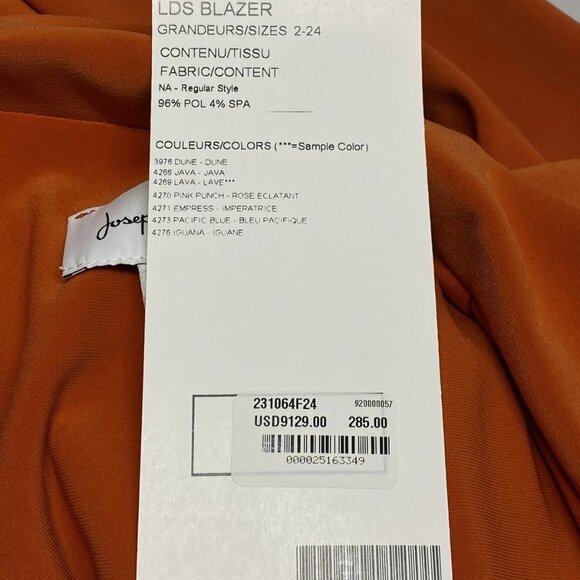 LDS BLAZER
GRANDEURS/SIZES 2-24
CONTENU/TISSU
FABRIC/CONTENT
NA - Regular Style
96% POL 4% SPA
COULEURS/COLORS (***=Sample Color)
3976 DUNE - DUNE
4266 JAVA - JAVA
4269 LAVA - LAVE***
4270 PINK PUNCH - ROSE ECLATANT
4271 EMPRESS - IMPERATRICE
4273 PACIFIC BLUE - BLEU PACIFIQUE
4276 IGUANA - IGUANE
Josep
231064F24 920000057
USD9129.00 285.00
000025163349